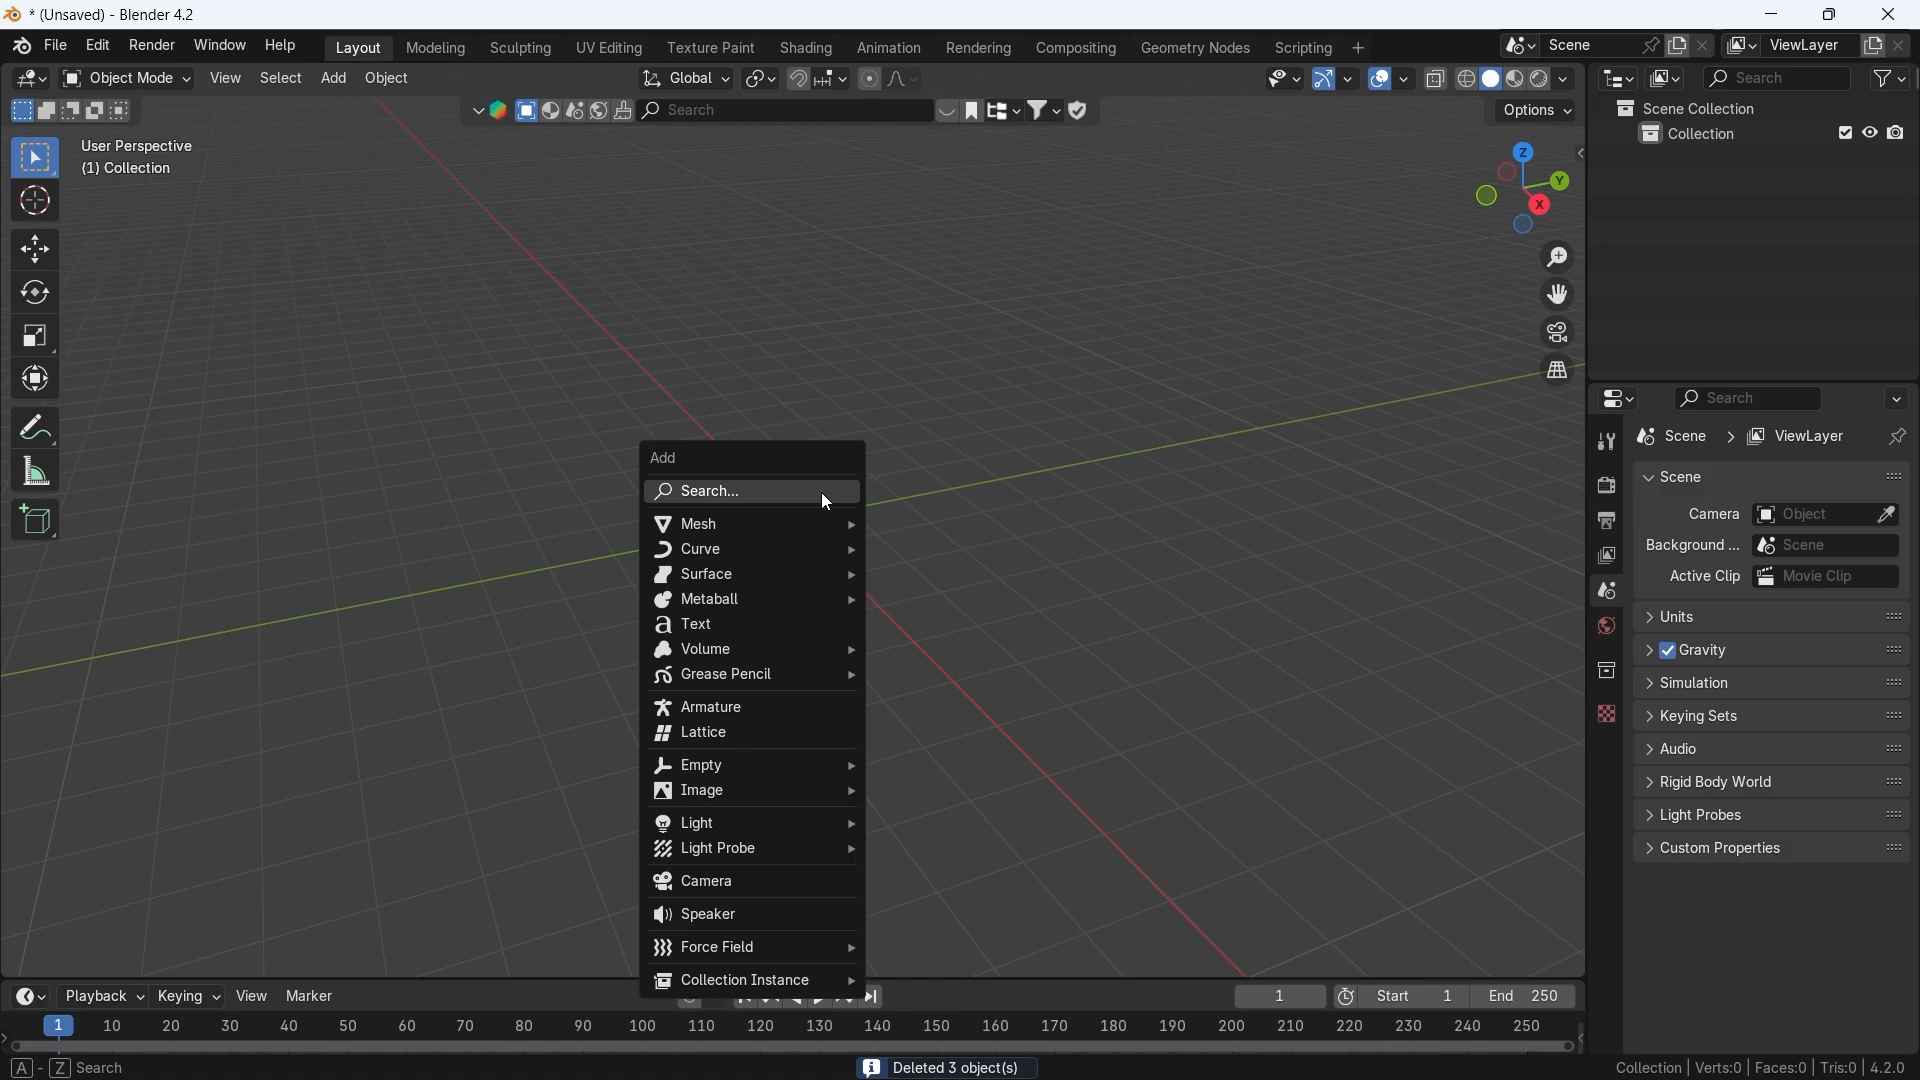 * (Unsaved) - Blender 4.2
File Edit Render Window Help Layout Modeling Sculpting UV Editing Texture Paint Shading Animation Rendering Compositing Geometry Nodes Scripting + Scene ViewLayer
Object Mode View Select Add Object Global Search
Search Options
User Perspective
(1) Collection
Z
Y
X
Scene Collection
Collection
Search
Scene > ViewLayer
Scene
Camera Object
Background ... Scene
Active Clip Movie Clip
Units
Gravity
Simulation
Keying Sets
Audio
Rigid Body World
Light Probes
Custom Properties
Add
Search...
Mesh
Curve
Surface
Metaball
Text
Volume
Grease Pencil
Armature
Lattice
Empty
Image
Light
Light Probe
Camera
Speaker
Force Field
Collection Instance
Playback Keying View Marker 1 Start 1 End 250
1 10 20 30 40 50 60 70 80 90 100 110 120 130 140 150 160 170 180 190 200 210 220 230 240 250
A - Z Search Deleted 3 object(s) Collection | Verts:0 | Faces:0 | Tris:0 | 4.2.0